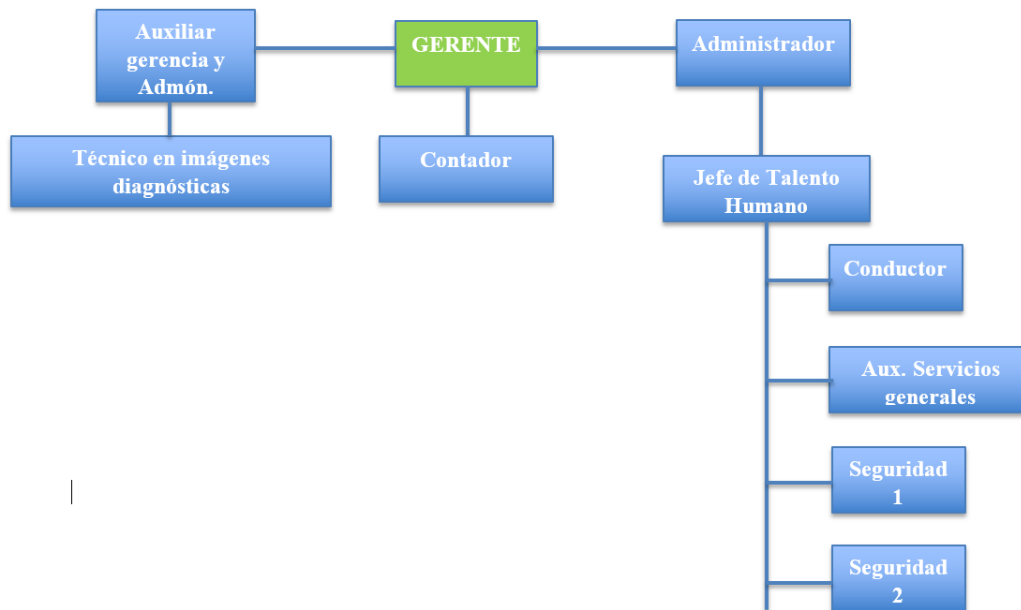 Auxiliar
gerencia y
Admón.
GERENTE
Administrador
Técnico en imágenes
diagnósticas
Contador
Jefe de Talento
Humano
Conductor
Aux. Servicios
generales
Seguridad
1
Seguridad
2